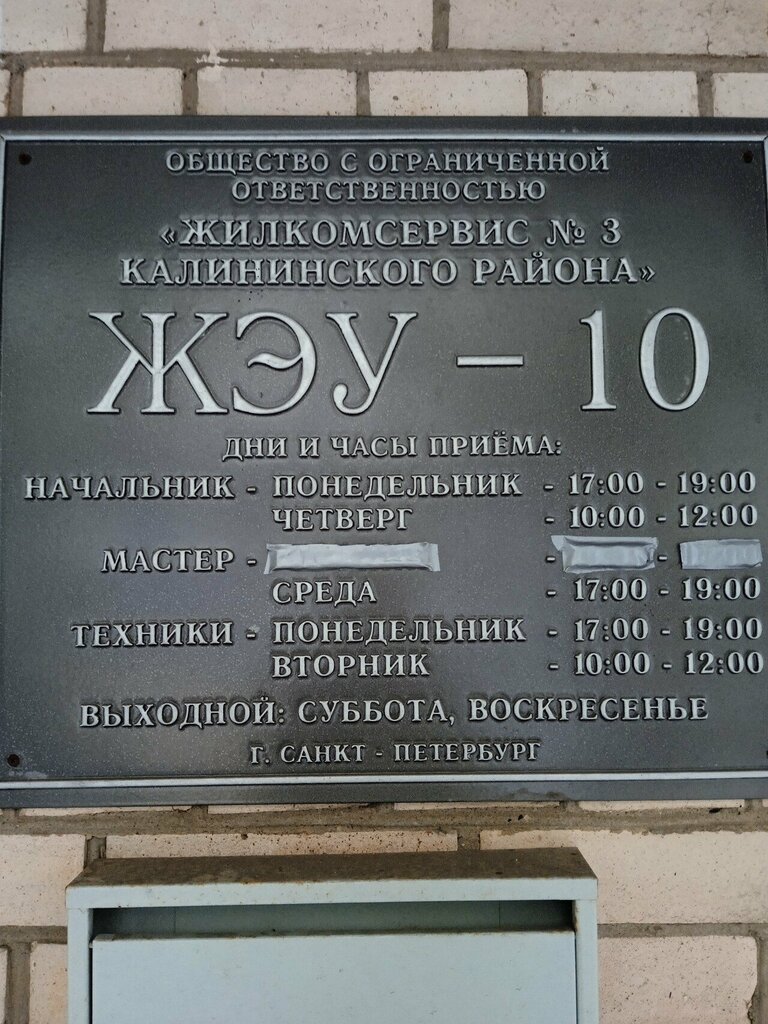 ОБЩЕСТВО С ОГРАНИЧЕННОЙ
ОТВЕТСТВЕННОСТЬЮ
«ЖИЛКОМСЕРВИС № 3
КАЛИНИНСКОГО РАЙОНА»
ЖЭУ – 10
ДНИ И ЧАСЫ ПРИЁМА:
НАЧАЛЬНИК - ПОНЕДЕЛЬНИК - 17:00 - 19:00
ЧЕТВЕРГ - 10:00 - 12:00
МАСТЕР - - -
СРЕДА - 17:00 - 19:00
ТЕХНИКИ - ПОНЕДЕЛЬНИК - 17:00 - 19:00
ВТОРНИК - 10:00 - 12:00
ВЫХОДНОЙ: СУББОТА, ВОСКРЕСЕНЬЕ
Г. САНКТ - ПЕТЕРБУРГ